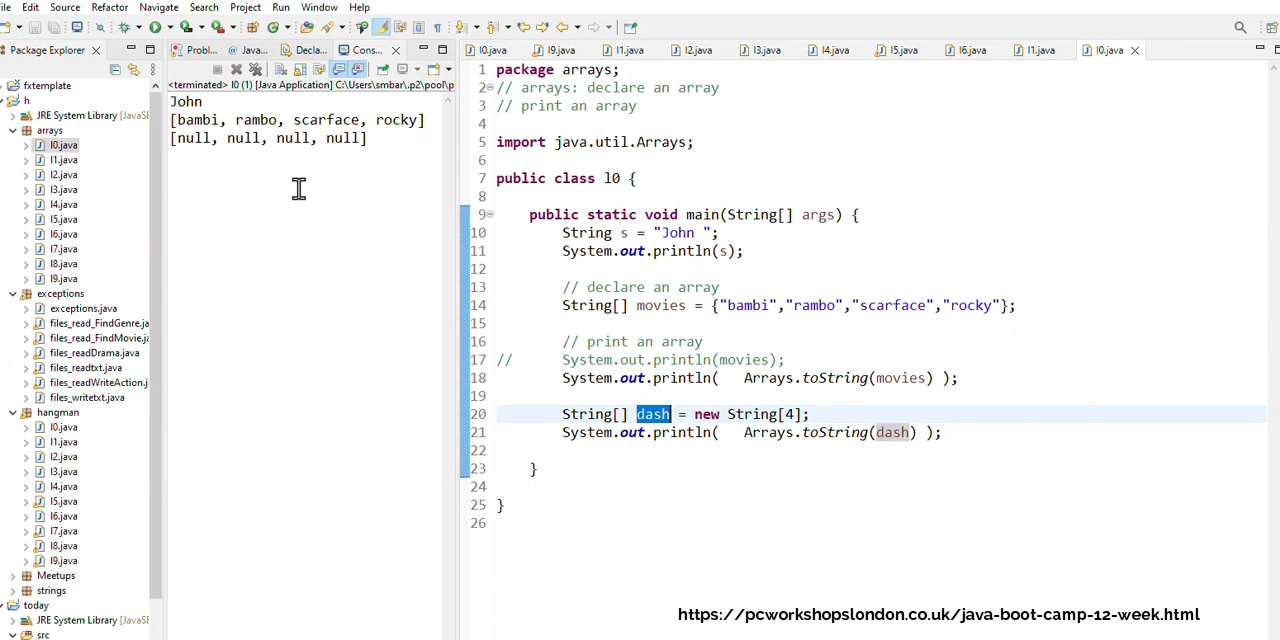 File Edit Source Refactor Navigate Search Project Run Window Help
Package Explorer
Probl...
Java...
Decla...
Cons...
l0.java
l9.java
l1.java
l2.java
l3.java
l4.java
l5.java
l6.java
l1.java
l0.java
fxtemplate
h
JRE System Library [JavaSE
arrays
l0.java
l1.java
l2.java
l3.java
l4.java
l5.java
l6.java
l7.java
l8.java
l9.java
exceptions
exceptions.java
files_read_FindGenre.ja
files_read_FindMovie.ja
files_readDrama.java
files_readtxt.java
files_readWriteAction.j
files_writetxt.java
hangman
l0.java
l1.java
l2.java
l3.java
l4.java
l5.java
l6.java
l7.java
l8.java
l9.java
Meetups
strings
today
JRE System Library [JavaSE
src
<terminated> l0 (1) [Java Application] C:\Users\smbar\.p2\pool\p
John
[bambi, rambo, scarface, rocky]
[null, null, null, null]
1 package arrays;
2 // arrays: declare an array
3 // print an array
4
5 import java.util.Arrays;
6
7 public class l0 {
8
9 public static void main(String[] args) {
10 String s = "John ";
11 System.out.println(s);
12
13 // declare an array
14 String[] movies = {"bambi","rambo","scarface","rocky"};
15
16 // print an array
17 // System.out.println(movies);
18 System.out.println( Arrays.toString(movies) );
19
20 String[] dash = new String[4];
21 System.out.println( Arrays.toString(dash) );
22
23 }
24
25 }
26
https://pcworkshopslondon.co.uk/java-boot-camp-12-week.html